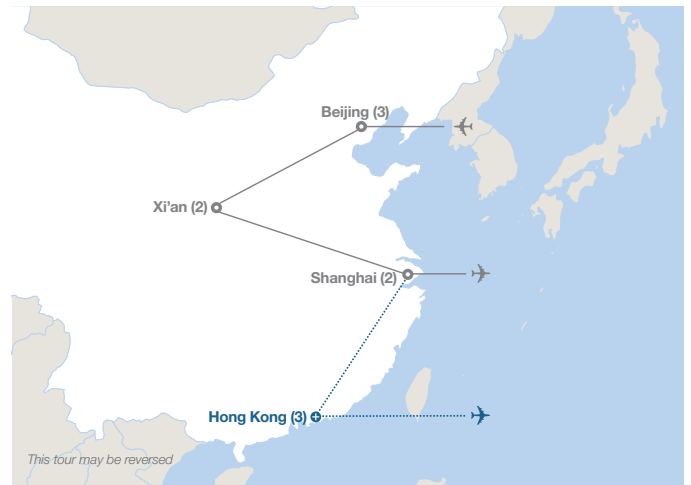 Beijing (3)
Xi’an (2)
Shanghai (2)
Hong Kong (3)
This tour may be reversed